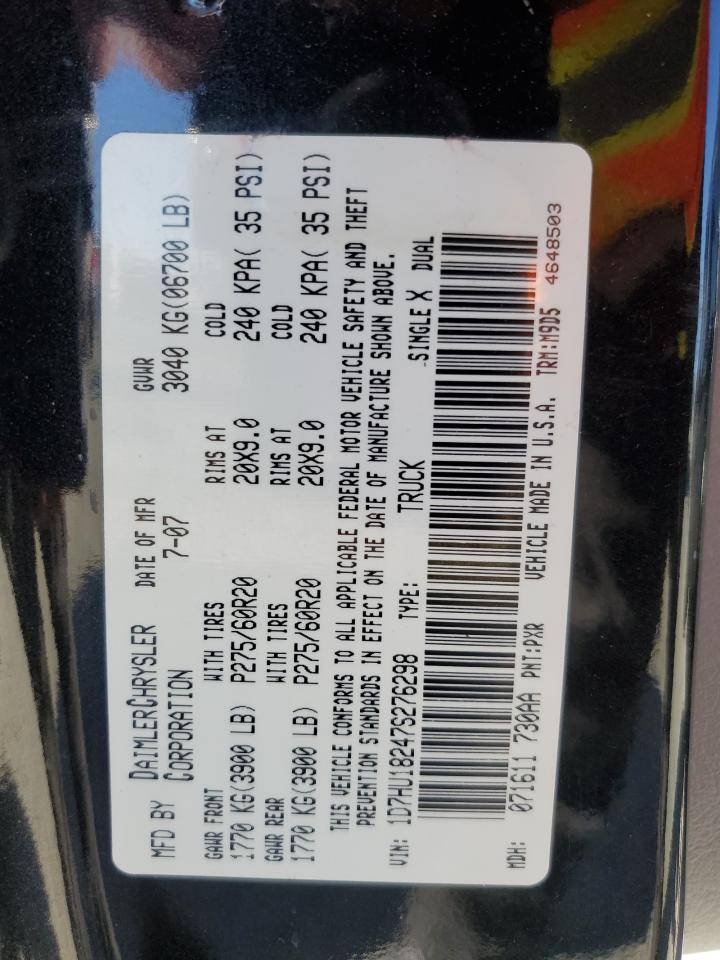 MFD BY DAIMLERCHRYSLER CORPORATION DATE OF MFR 7-07 GVWR 3040 KG(06700 LB)
GAWR FRONT WITH TIRES RIMS AT COLD
1770 KG(3900 LB) P275/60R20 20X9.0 240 KPA( 35 PSI)
GAWR REAR WITH TIRES RIMS AT COLD
1770 KG(3900 LB) P275/60R20 20X9.0 240 KPA( 35 PSI)
THIS VEHICLE CONFORMS TO ALL APPLICABLE FEDERAL MOTOR VEHICLE SAFETY AND THEFT
PREVENTION STANDARDS IN EFFECT ON THE DATE OF MANUFACTURE SHOWN ABOVE.
VIN: 1D7HU18247S276298 TYPE: TRUCK -SINGLE X DUAL
MDH: 071611 730AA PNT:PXR VEHICLE MADE IN U.S.A. TRM:M9D5 4648503